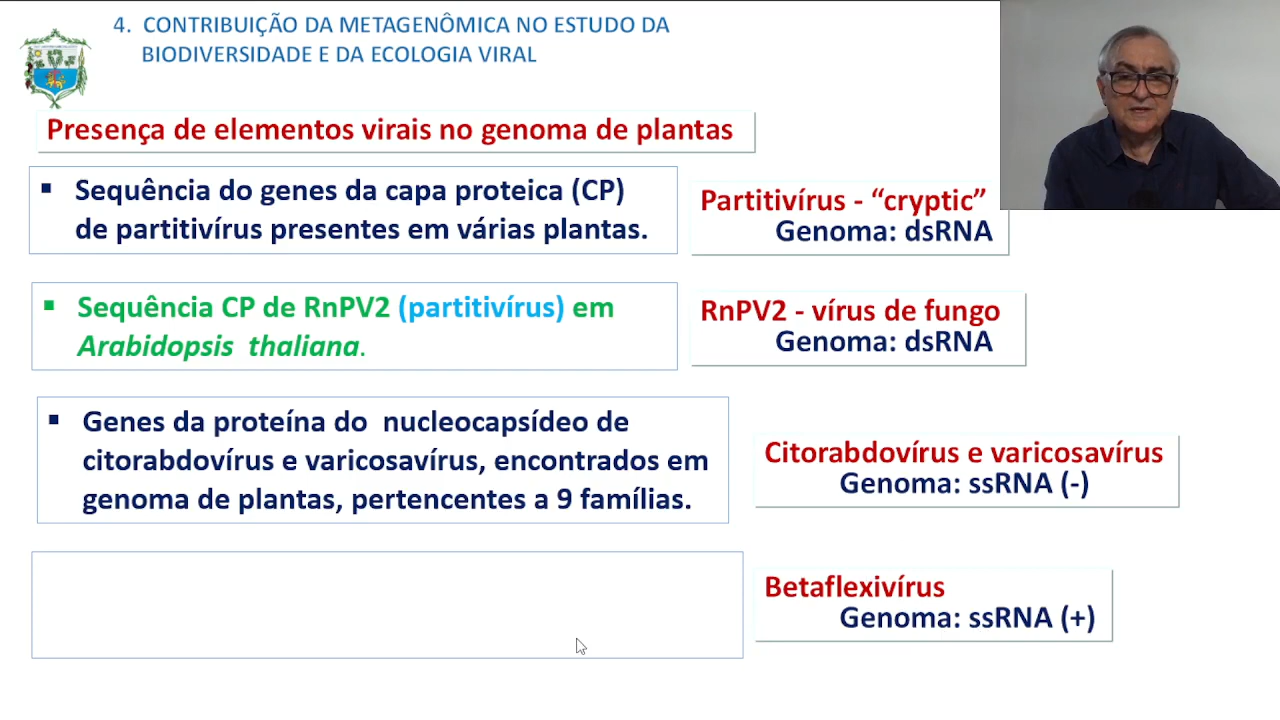 4. CONTRIBUIÇÃO DA METAGENÔMICA NO ESTUDO DA
BIODIVERSIDADE E DA ECOLOGIA VIRAL
Presença de elementos virais no genoma de plantas
▪ Sequência do genes da capa proteica (CP)
de partitivírus presentes em várias plantas.
Partitivírus - “cryptic”
Genoma: dsRNA
▪ Sequência CP de RnPV2 (partitivírus) em
Arabidopsis thaliana.
RnPV2 - vírus de fungo
Genoma: dsRNA
▪ Genes da proteína do nucleocapsídeo de
citorabdovírus e varicosavírus, encontrados em
genoma de plantas, pertencentes a 9 famílias.
Citorabdovírus e varicosavírus
Genoma: ssRNA (-)
Betaflexivírus
Genoma: ssRNA (+)